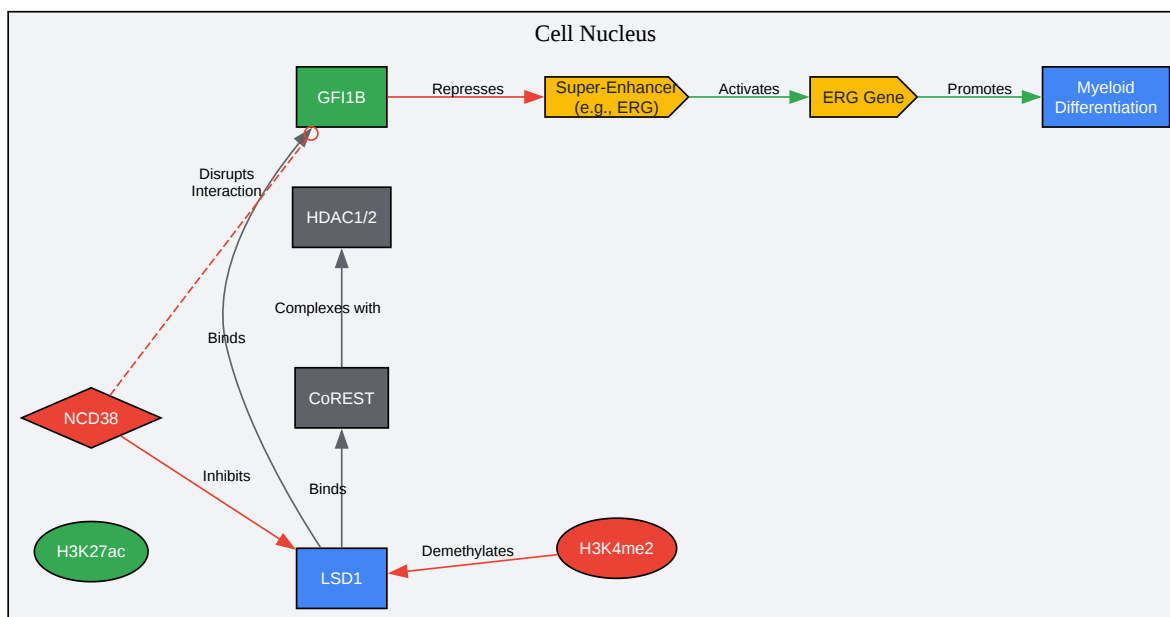 Cell Nucleus
GFI1B
Represses
Super-Enhancer
(e.g., ERG)
Activates
ERG Gene
Promotes
Myeloid
Differentiation
Disrupts
Interaction
HDAC1/2
Complexes with
Binds
NCD38
CoREST
Inhibits
Binds
H3K27ac
LSD1
Demethylates
H3K4me2